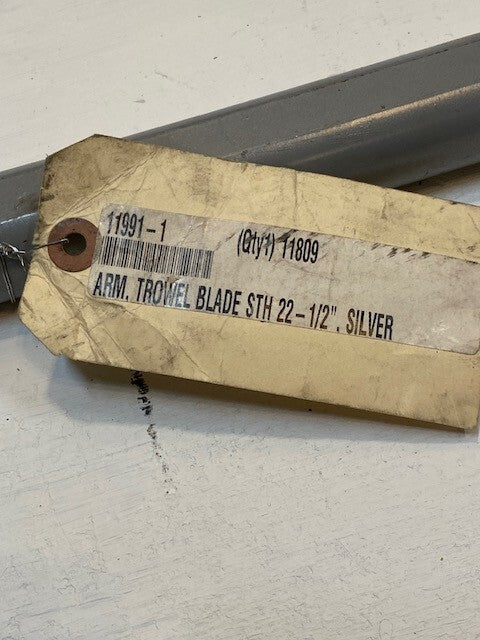 11991-1 (Qty1) 11809
ARM, TROWEL BLADE STH 22-1/2", SILVER